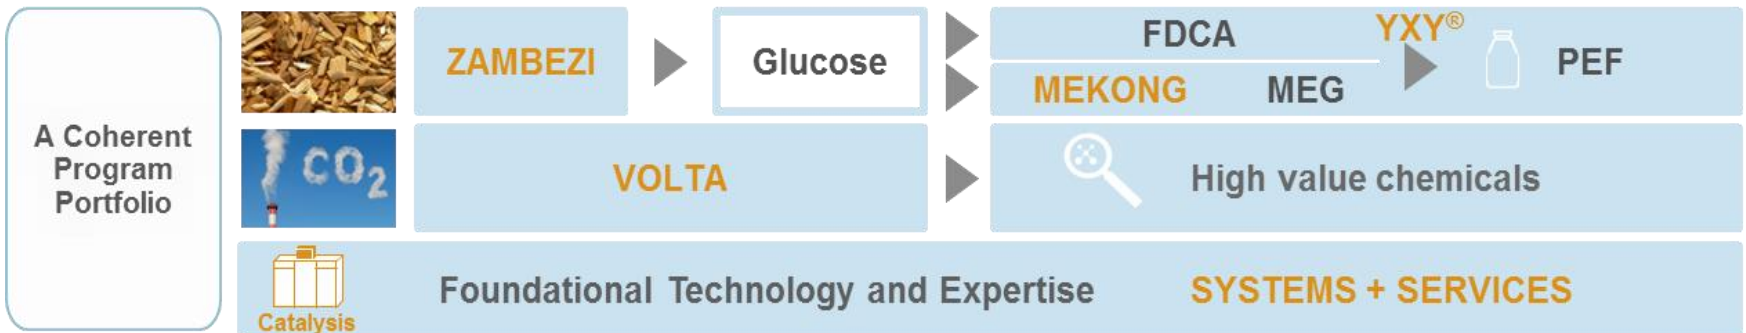 A Coherent
Program
Portfolio
ZAMBEZI
Glucose
FDCA
YXY®
MEKONG MEG
PEF
CO2
VOLTA
High value chemicals
Catalysis
Foundational Technology and Expertise
SYSTEMS + SERVICES